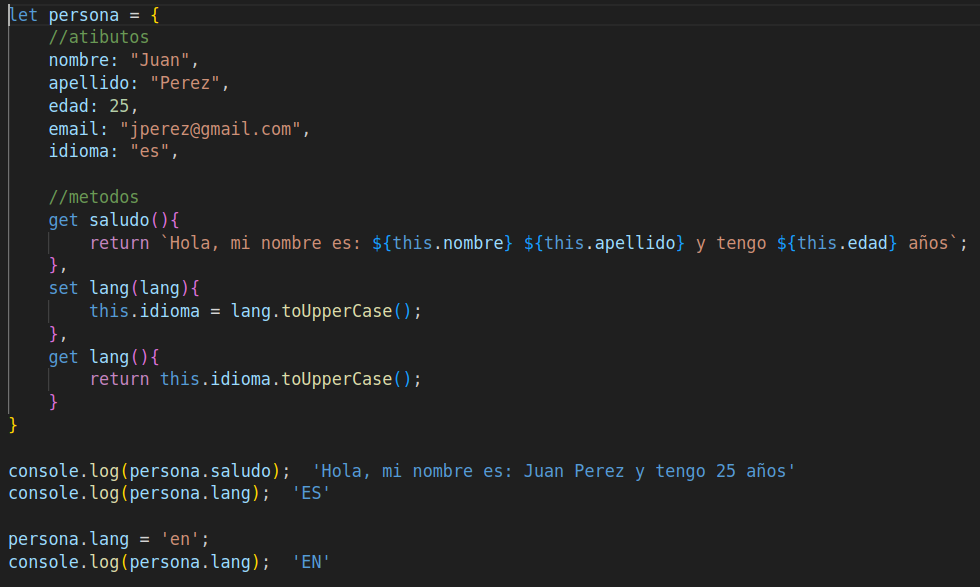 let persona = {
    //atibutos
    nombre: "Juan",
    apellido: "Perez",
    edad: 25,
    email: "jperez@gmail.com",
    idioma: "es",

    //metodos
    get saludo(){
        return `Hola, mi nombre es: ${this.nombre} ${this.apellido} y tengo ${this.edad} años`;
    },
    set lang(lang){
        this.idioma = lang.toUpperCase();
    },
    get lang(){
        return this.idioma.toUpperCase();
    }
}

console.log(persona.saludo);  'Hola, mi nombre es: Juan Perez y tengo 25 años'
console.log(persona.lang);  'ES'

persona.lang = 'en';
console.log(persona.lang);  'EN'